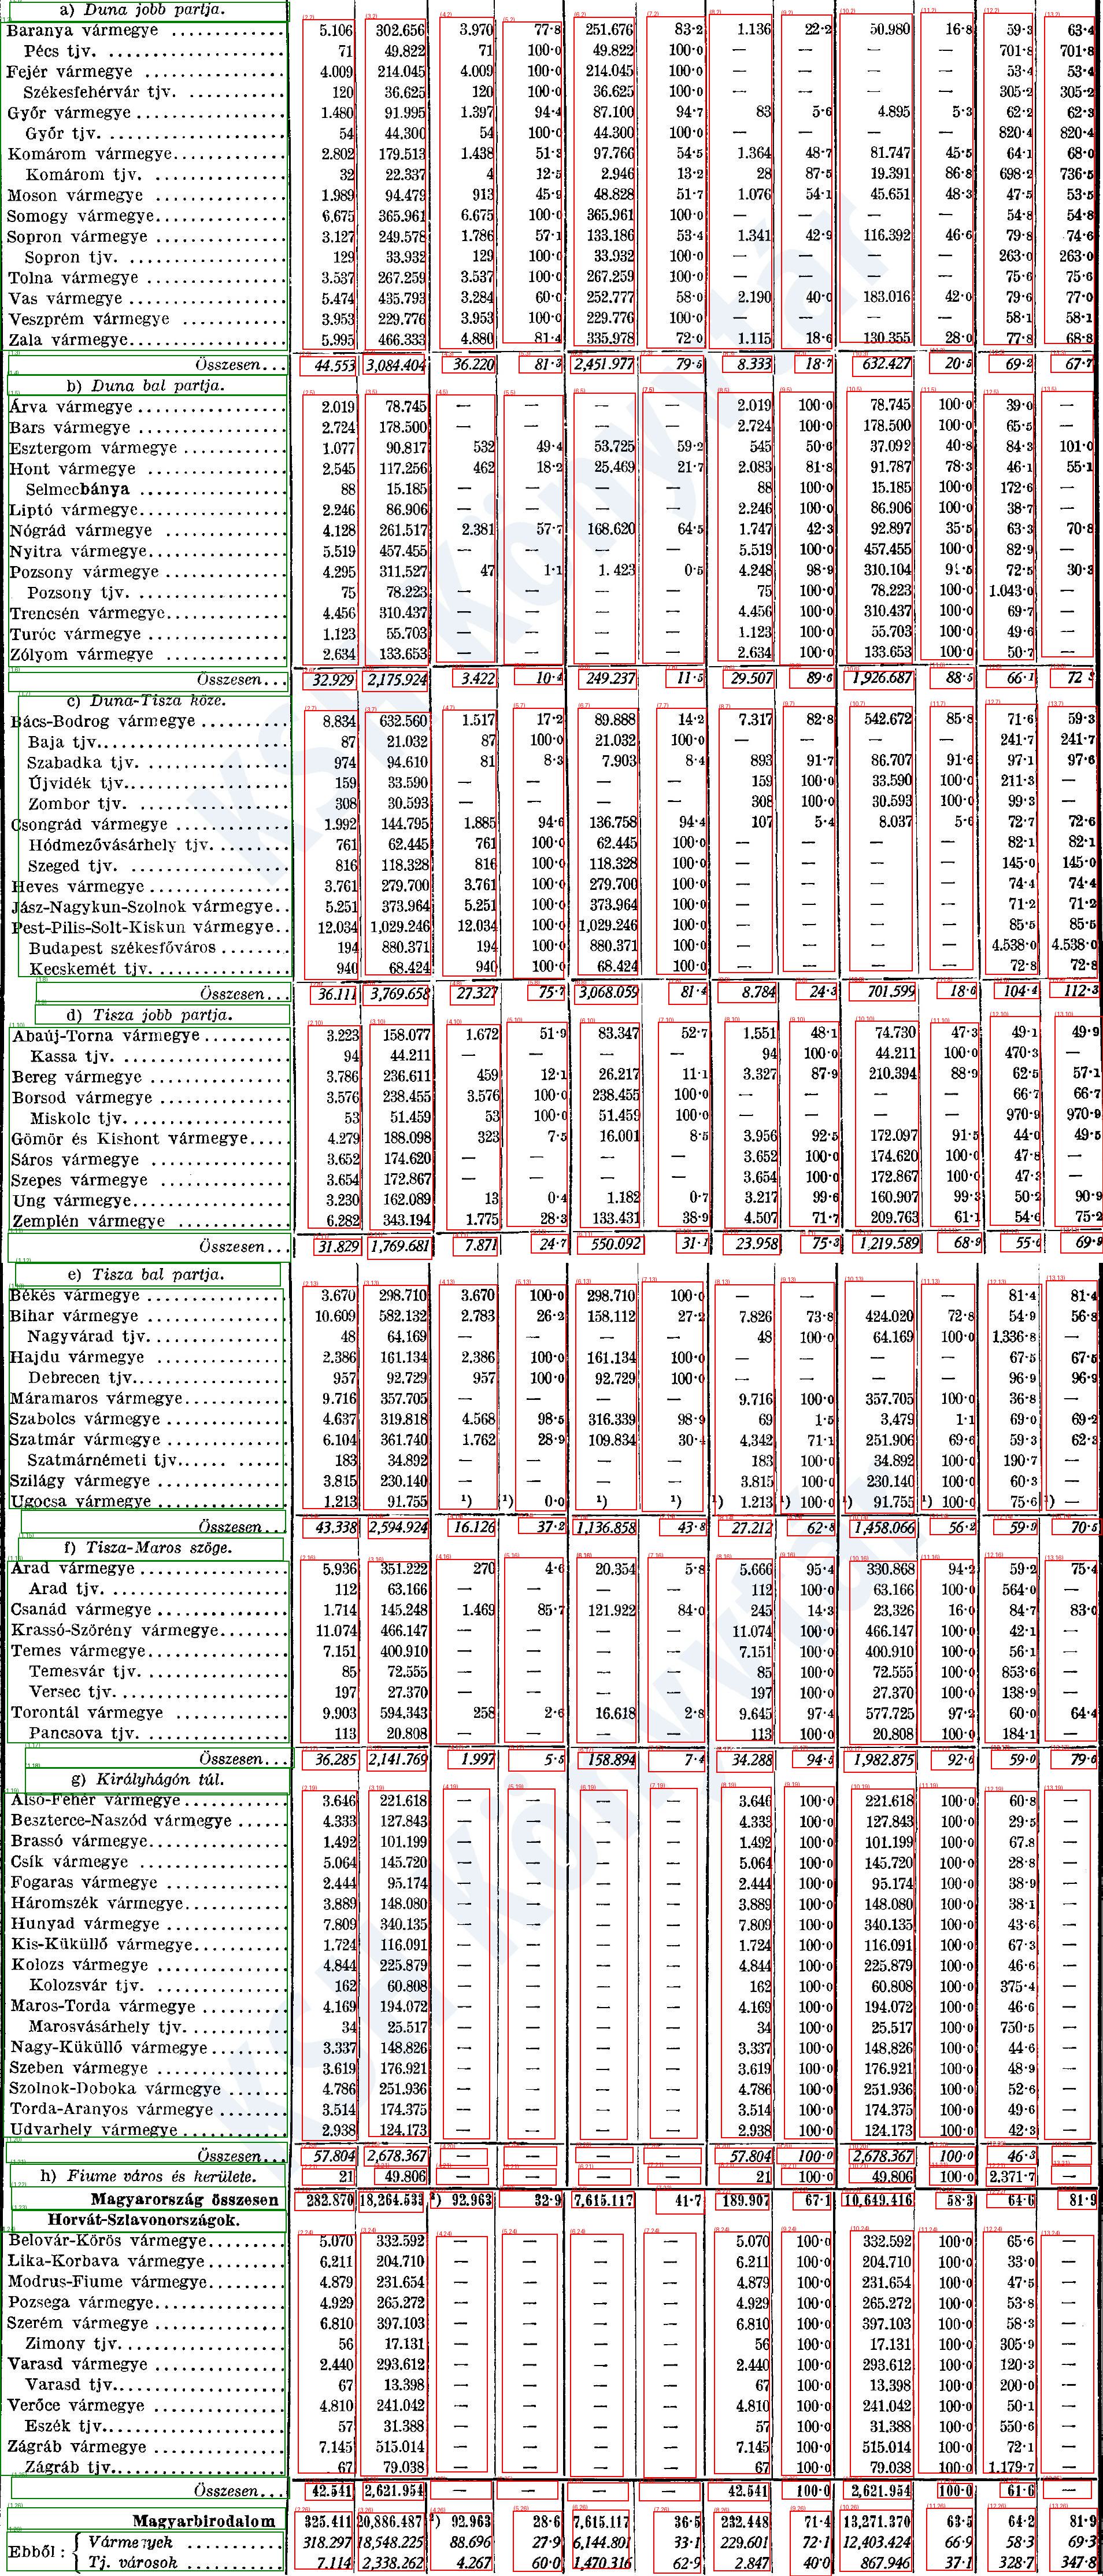 a) Duna jobb partja.
Baranya vármegye 5.106 302.656 3.970 77·8 251.676 83·2 1.136 22·2 50.980 16·8 59·3 63·4
Pécs tjv. 71 49.822 71 100·0 49.822 100·0 — — — — 701·8 701·8
Fejér vármegye 4.009 214.045 4.009 100·0 214.045 100·0 — — — — 53·4 53·4
Székesfehérvár tjv. 120 36.625 120 100·0 36.625 100·0 — — — — 305·2 305·2
Győr vármegye 1.480 91.995 1.397 94·4 87.100 94·7 83 5·6 4.895 5·3 62·2 62·3
Győr tjv. 54 44.300 54 100·0 44.300 100·0 — — — — 820·4 820·4
Komárom vármegye 2.802 179.513 1.438 51·3 97.766 54·5 1.364 48·7 81.747 45·5 64·1 68·0
Komárom tjv. 32 22.337 4 12·5 2.946 13·2 28 87·5 19.391 86·8 698·2 736·5
Moson vármegye 1.989 94.479 913 45·9 48.828 51·7 1.076 54·1 45.651 48·3 47·5 53·5
Somogy vármegye 6.675 365.961 6.675 100·0 365.961 100·0 — — — — 54·8 54·8
Sopron vármegye 3.127 249.578 1.786 57·1 133.186 53·4 1.341 42·9 116.392 46·6 79·8 74·6
Sopron tjv. 129 33.932 129 100·0 33.932 100·0 — — — — 263·0 263·0
Tolna vármegye 3.537 267.259 3.537 100·0 267.259 100·0 — — — — 75·6 75·6
Vas vármegye 5.474 435.793 3.284 60·0 252.777 58·0 2.190 40·0 183.016 42·0 79·6 77·0
Veszprém vármegye 3.953 229.776 3.953 100·0 229.776 100·0 — — — — 58·1 58·1
Zala vármegye 5.995 466.333 4.880 81·4 335.978 72·0 1.115 18·6 130.355 28·0 77·8 68·8
Összesen... 44.553 3,084.404 36.220 81·3 2,451.977 79·5 8.333 18·7 632.427 20·5 69·2 67·7
b) Duna bal partja.
Árva vármegye 2.019 78.745 — — — — 2.019 100·0 78.745 100·0 39·0 —
Bars vármegye 2.724 178.500 — — — — 2.724 100·0 178.500 100·0 65·5 —
Esztergom vármegye 1.077 90.817 532 49·4 53.725 59·2 545 50·6 37.092 40·8 84·3 101·0
Hont vármegye 2.545 117.256 462 18·2 25.469 21·7 2.083 81·8 91.787 78·3 46·1 55·1
Selmecbánya 88 15.185 — — — — 88 100·0 15.185 100·0 172·6 —
Liptó vármegye 2.246 86.906 — — — — 2.246 100·0 86.906 100·0 38·7 —
Nógrád vármegye 4.128 261.517 2.381 57·7 168.620 64·5 1.747 42·3 92.897 35·5 63·3 70·8
Nyitra vármegye 5.519 457.455 — — — — 5.519 100·0 457.455 100·0 82·9 —
Pozsony vármegye 4.295 311.527 47 1·1 1.423 0·5 4.248 98·9 310.104 72·5 30·3
Pozsony tjv. 75 78.223 — — — — 75 100·0 78.223 100·0 1.043·0 —
Trencsén vármegye 4.456 310.437 — — — — 4.456 100·0 310.437 100·0 69·7 —
Turóc vármegye 1.123 55.703 — — — — 1.123 100·0 55.703 100·0 49·6 —
Zólyom vármegye 2.634 133.653 — — — — 2.634 100·0 133.653 100·0 50·7 —
Összesen... 32.929 2,175.924 3.422 10·4 249.237 11·5 29.507 89·6 1,926.687 88·5 66·1
c) Duna-Tisza köze.
Bács-Bodrog vármegye 8.834 632.560 1.517 17·2 89.888 14·2 7.317 82·8 542.672 85·8 71·6 59·3
Baja tjv. 87 21.032 87 100·0 21.032 100·0 — — — — 241·7 241·7
Szabadka tjv. 974 94.610 81 8·3 7.903 8·4 893 91·7 86.707 91·6 97·1 97·6
Újvidék tjv. 159 33.590 — — — — 159 100·0 33.590 100·0 211·3 —
Zombor tjv. 308 30.593 — — — — 308 100·0 30.593 100·0 99·3 —
Csongrád vármegye 1.992 144.795 1.885 94·6 136.758 94·4 107 5·4 8.037 5·6 72·7 72·6
Hódmezővásárhely tjv. 761 62.445 761 100·0 62.445 100·0 — — — — 82·1 82·1
Szeged tjv. 816 118.328 816 100·0 118.328 100·0 — — — — 145·0 145·0
Heves vármegye 3.761 279.700 3.761 100·0 279.700 100·0 — — — — 74·4 74·4
Jász-Nagykun-Szolnok vármegye 5.251 373.964 5.251 100·0 373.964 100·0 — — — — 71·2 71·2
Pest-Pilis-Solt-Kiskun vármegye 12.034 1,029.246 12.034 100·0 1,029.246 100·0 — — — — 85·5 85·5
Budapest székesfőváros 194 880.371 194 100·0 880.371 100·0 — — — — 4.538·0 4.538·0
Kecskemét tjv. 940 68.424 940 100·0 68.424 100·0 — — — — 72·8 72·8
Összesen... 36.111 3,769.658 27.327 75·7 3,068.059 81·4 8.784 24·3 701.599 18·6 104·4 112·3
d) Tisza jobb partja.
Abaúj-Torna vármegye 3.223 158.077 1.672 51·9 83.347 52·7 1.551 48·1 74.730 47·3 49·1 49·9
Kassa tjv. 94 44.211 — — — — 94 100·0 44.211 100·0 470·3 —
Bereg vármegye 3.786 236.611 459 12·1 26.217 11·1 3.327 87·9 210.394 88·9 62·5 57·1
Borsod vármegye 3.576 238.455 3.576 100·0 238.455 100·0 — — — — 66·7 66·7
Miskolc tjv. 53 51.459 53 100·0 51.459 100·0 — — — — 970·9 970·9
Gömör és Kishont vármegye 4.279 188.098 323 7·5 16.001 8·5 3.956 92·5 172.097 91·5 44·0 49·5
Sáros vármegye 3.652 174.620 — — — — 3.652 100·0 174.620 100·0 47·8 —
Szepes vármegye 3.654 172.867 — — — — 3.654 100·0 172.867 100·0 47·3 —
Ung vármegye 3.230 162.089 13 0·4 1.182 0·7 3.217 99·6 160.907 99·3 50·2 90·9
Zemplén vármegye 6.282 343.194 1.775 28·3 133.431 38·9 4.507 71·7 209.763 61·1 54·6 75·2
Összesen... 31.829 1,769.681 7.871 24·7 550.092 31·1 23.958 75·3 1,219.589 68·9 55·6 69·9
e) Tisza bal partja.
Békés vármegye 3.670 298.710 3.670 100·0 298.710 100·0 — — — — 81·4 81·4
Bihar vármegye 10.609 582.132 2.783 26·2 158.112 27·2 7.826 73·8 424.020 72·8 54·9 56·8
Nagyvárad tjv. 48 64.169 — — — — 48 100·0 64.169 100·0 1.336·8 —
Hajdu vármegye 2.386 161.134 2.386 100·0 161.134 100·0 — — — — 67·5 67·5
Debrecen tjv. 957 92.729 957 100·0 92.729 100·0 — — — — 96·9 96·9
Máramaros vármegye 9.716 357.705 — — — — 9.716 100·0 357.705 100·0 36·8 —
Szabolcs vármegye 4.637 319.818 4.568 98·5 316.339 98·9 69 1·5 3.479 1·1 69·0 69·2
Szatmár vármegye 6.104 361.740 1.762 28·9 109.834 30·4 4.342 71·1 251.906 69·6 59·3 62·3
Szatmárnémeti tjv. 183 34.892 — — — — 183 100·0 34.892 100·0 190·7 —
Szilágy vármegye 3.815 230.140 — — — — 3.815 100·0 230.140 100·0 60·3 —
Ugocsa vármegye 1.213 91.755 ¹) ¹) 0·0 ¹) ¹) ¹) 1.213 ¹) 100·0 ¹) 91.755 ¹) 100·0 75·6 ¹) —
Összesen... 43.338 2,594.924 16.126 37·2 1,136.858 43·8 27.212 62·8 1,458.066 56·2 59·9 70·5
f) Tisza-Maros szöge.
Arad vármegye 5.936 351.222 270 4·6 20.354 5·8 5.666 95·4 330.868 94·2 59·2 75·4
Arad tjv. 112 63.166 — — — — 112 100·0 63.166 100·0 564·0 —
Csanád vármegye 1.714 145.248 1.469 85·7 121.922 84·0 245 14·3 23.326 16·0 84·7 83·0
Krassó-Szörény vármegye 11.074 466.147 — — — — 11.074 100·0 466.147 100·0 42·1 —
Temes vármegye 7.151 400.910 — — — — 7.151 100·0 400.910 100·0 56·1 —
Temesvár tjv. 85 72.555 — — — — 85 100·0 72.555 100·0 853·6 —
Versec tjv. 197 27.370 — — — — 197 100·0 27.370 100·0 138·9 —
Torontál vármegye 9.903 594.343 258 2·6 16.618 2·8 9.645 97·4 577.725 97·2 60·0 64·4
Pancsova tjv. 113 20.808 — — — — 113 100·0 20.808 100·0 184·1 —
Összesen... 36.285 2,141.769 1.997 5·5 158.894 7·4 34.288 94·5 1,982.875 92·6 59·0 79·6
g) Királyhágón túl.
Alsó-Fehér vármegye 3.646 221.618 — — — — 3.646 100·0 221.618 100·0 60·8 —
Beszterce-Naszód vármegye 4.333 127.843 — — — — 4.333 100·0 127.843 100·0 29·5 —
Brassó vármegye 1.492 101.199 — — — — 1.492 100·0 101.199 100·0 67.8 —
Csík vármegye 5.064 145.720 — — — — 5.064 100·0 145.720 100·0 28·8 —
Fogaras vármegye 2.444 95.174 — — — — 2.444 100·0 95.174 100·0 38·9 —
Háromszék vármegye 3.889 148.080 — — — — 3.889 100·0 148.080 100·0 38·1 —
Hunyad vármegye 7.809 340.135 — — — — 7.809 100·0 340.135 100·0 43·6 —
Kis-Küküllő vármegye 1.724 116.091 — — — — 1.724 100·0 116.091 100·0 67·3 —
Kolozs vármegye 4.844 225.879 — — — — 4.844 100·0 225.879 100·0 46·6 —
Kolozsvár tjv. 162 60.808 — — — — 162 100·0 60.808 100·0 375·4 —
Maros-Torda vármegye 4.169 194.072 — — — — 4.169 100·0 194.072 100·0 46·6 —
Marosvásárhely tjv. 34 25.517 — — — — 34 100·0 25.517 100·0 750·5 —
Nagy-Küküllő vármegye 3.337 148.826 — — — — 3.337 100·0 148.826 100·0 44·6 —
Szeben vármegye 3.619 176.921 — — — — 3.619 100·0 176.921 100·0 48·9 —
Szolnok-Doboka vármegye 4.786 251.936 — — — — 4.786 100·0 251.936 100·0 52·6 —
Torda-Aranyos vármegye 3.514 174.375 — — — — 3.514 100·0 174.375 100·0 49·6 —
Udvarhely vármegye 2.938 124.173 — — — — 2.938 100·0 124.173 100·0 42·3 —
Összesen... 57.804 2,678.367 — — — — 57.804 100·0 2,678.367 100·0 46·3 —
h) Fiume város és kerülete. 21 49.806 — — — — 21 100·0 49.806 100·0 2.371·7 —
Magyarország összesen 282.870 18,264.533 ²) 92.963 32·9 7,615.117 41·7 189.907 67·1 10,649.416 58·3 64·6 81·9
Horvát-Szlavonországok.
Belovár-Körös vármegye 5.070 332.592 — — — — 5.070 100·0 332.592 100·0 65·6 —
Lika-Korbava vármegye 6.211 204.710 — — — — 6.211 100·0 204.710 100·0 33·0 —
Modrus-Fiume vármegye 4.879 231.654 — — — — 4.879 100·0 231.654 100·0 47·5 —
Pozsega vármegye 4.929 265.272 — — — — 4.929 100·0 265.272 100·0 53·8 —
Szerém vármegye 6.810 397.103 — — — — 6.810 100·0 397.103 100·0 58·3 —
Zimony tjv. 56 17.131 — — — — 56 100·0 17.131 100·0 305·9 —
Varasd vármegye 2.440 293.612 — — — — 2.440 100·0 293.612 100·0 120·3 —
Varasd tjv. 67 13.398 — — — — 67 100·0 13.398 100·0 200·0 —
Verőce vármegye 4.810 241.042 — — — — 4.810 100·0 241.042 100·0 50·1 —
Eszék tjv. 57 31.388 — — — — 57 100·0 31.388 100·0 550·6 —
Zágráb vármegye 7.145 515.014 — — — — 7.145 100·0 515.014 100·0 72·1 —
Zágráb tjv. 67 79.038 — — — — 67 100·0 79.038 100·0 1.179·7 —
Összesen... 42.541 2,621.954 — — — — 42.541 100·0 2,621.954 100·0 61·6 —
Magyarbirodalom 325.411 20,886.487 ²) 92.963 28·6 7,615.117 36·5 232.448 71·4 13,271.370 63·5 64·2 81·9
Ebből: { Vármegyek 318.297 18,548.225 88.696 27·9 6,144.801 33·1 229.601 72·1 12,403.424 66·9 58·3 69·3
Tj. városok 7.114 2,338.262 4.267 60·0 1,470.316 62·9 2.847 40·0 867.946 37·1 328·7 347·8
KSH Könyvtár
KSH Könyvtár